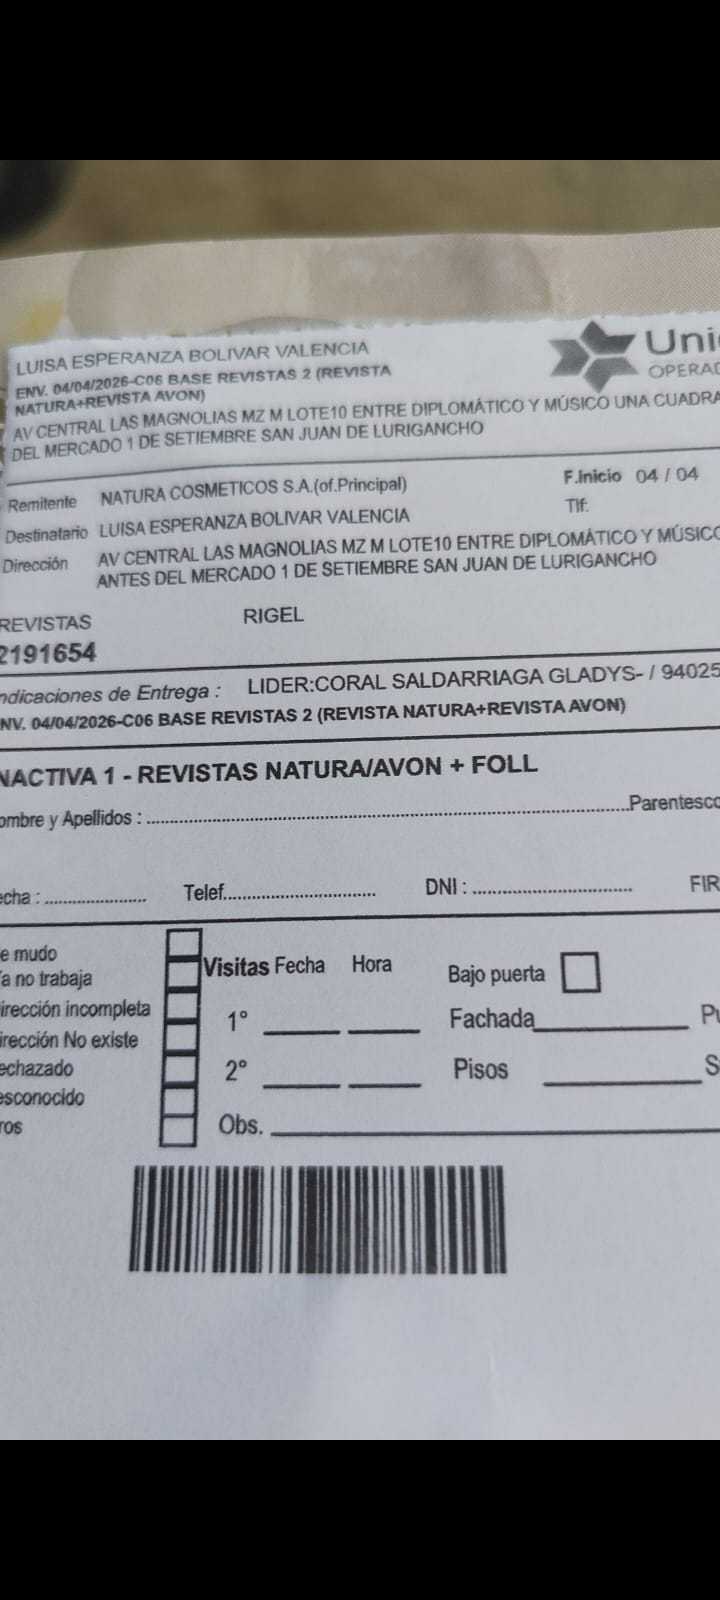 LUISA ESPERANZA BOLIVAR VALENCIA
ENV. 04/04/2026-C06 BASE REVISTAS 2 (REVISTA
NATURA+REVISTA AVON)
AV CENTRAL LAS MAGNOLIAS MZ M LOTE10 ENTRE DIPLOMÁTICO Y MÚSICO UNA CUADRA
DEL MERCADO 1 DE SETIEMBRE SAN JUAN DE LURIGANCHO
Uni
OPERAD
Remitente NATURA COSMETICOS S.A.(of.Principal)
F.Inicio 04 / 04
Destinatario LUISA ESPERANZA BOLIVAR VALENCIA
Tlf:
Dirección AV CENTRAL LAS MAGNOLIAS MZ M LOTE10 ENTRE DIPLOMÁTICO Y MÚSICO
ANTES DEL MERCADO 1 DE SETIEMBRE SAN JUAN DE LURIGANCHO
REVISTAS RIGEL
2191654
ndicaciones de Entrega : LIDER:CORAL SALDARRIAGA GLADYS- / 94025
NV. 04/04/2026-C06 BASE REVISTAS 2 (REVISTA NATURA+REVISTA AVON)
NACTIVA 1 - REVISTAS NATURA/AVON + FOLL
ombre y Apellidos : Parentesco
echa : Telef. DNI : FIR
e mudo
a no trabaja
irección incompleta
irección No existe
echazado
esconocido
ros
Visitas Fecha Hora
1°
2°
Obs.
Bajo puerta
Fachada Pu
Pisos S